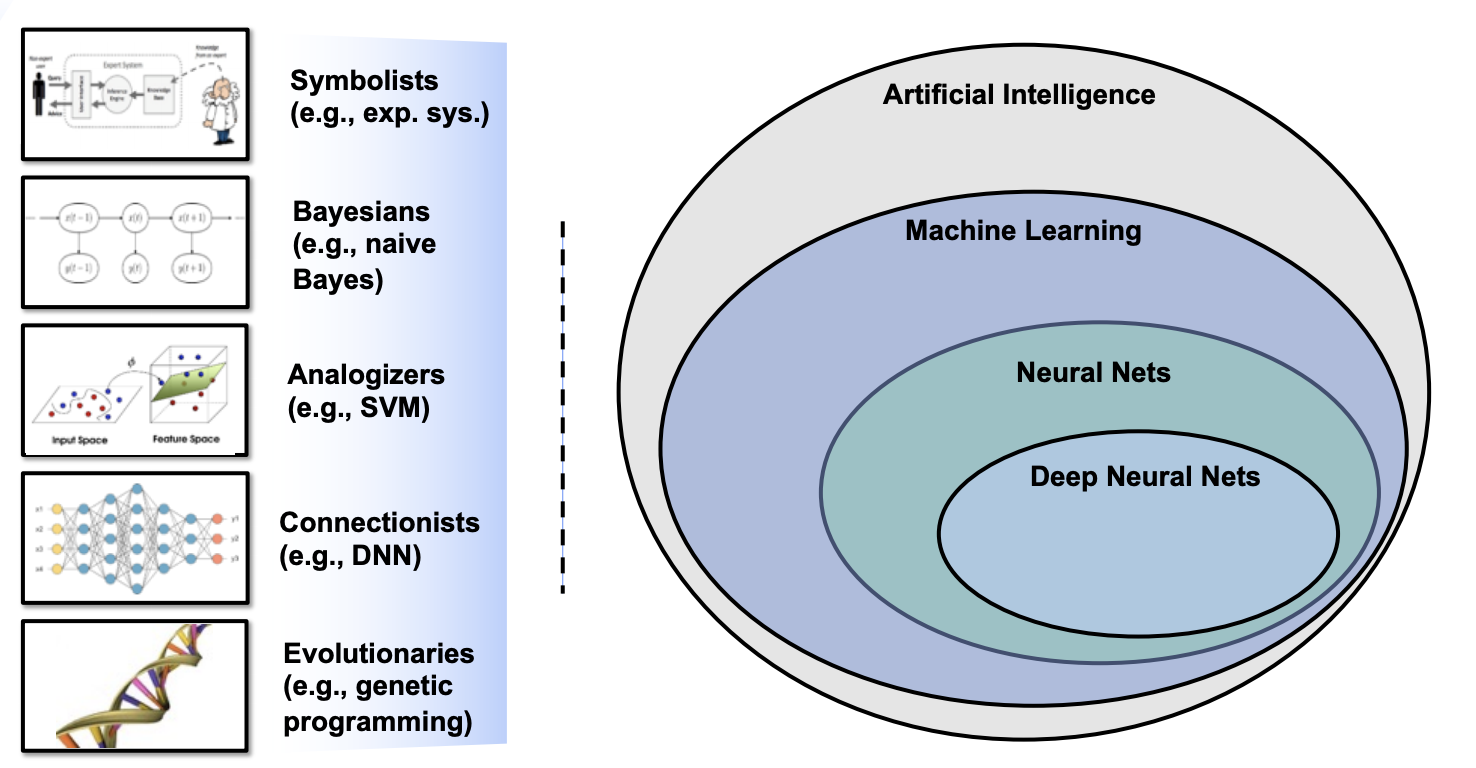 Non-expert
user
Query
Advice
User Interface
Expert System
Inference
Engine
Knowledge
Base
Knowledge
from an expert
Symbolists
(e.g., exp. sys.)
x(t − 1)
x(t)
x(t + 1)
y(t − 1)
y(t)
y(t + 1)
Bayesians
(e.g., naive
Bayes)
ϕ
Input Space
Feature Space
Analogizers
(e.g., SVM)
x1
x2
x3
x4
y1
y2
y3
Connectionists
(e.g., DNN)
Evolutionaries
(e.g., genetic
programming)
Artificial Intelligence
Machine Learning
Neural Nets
Deep Neural Nets